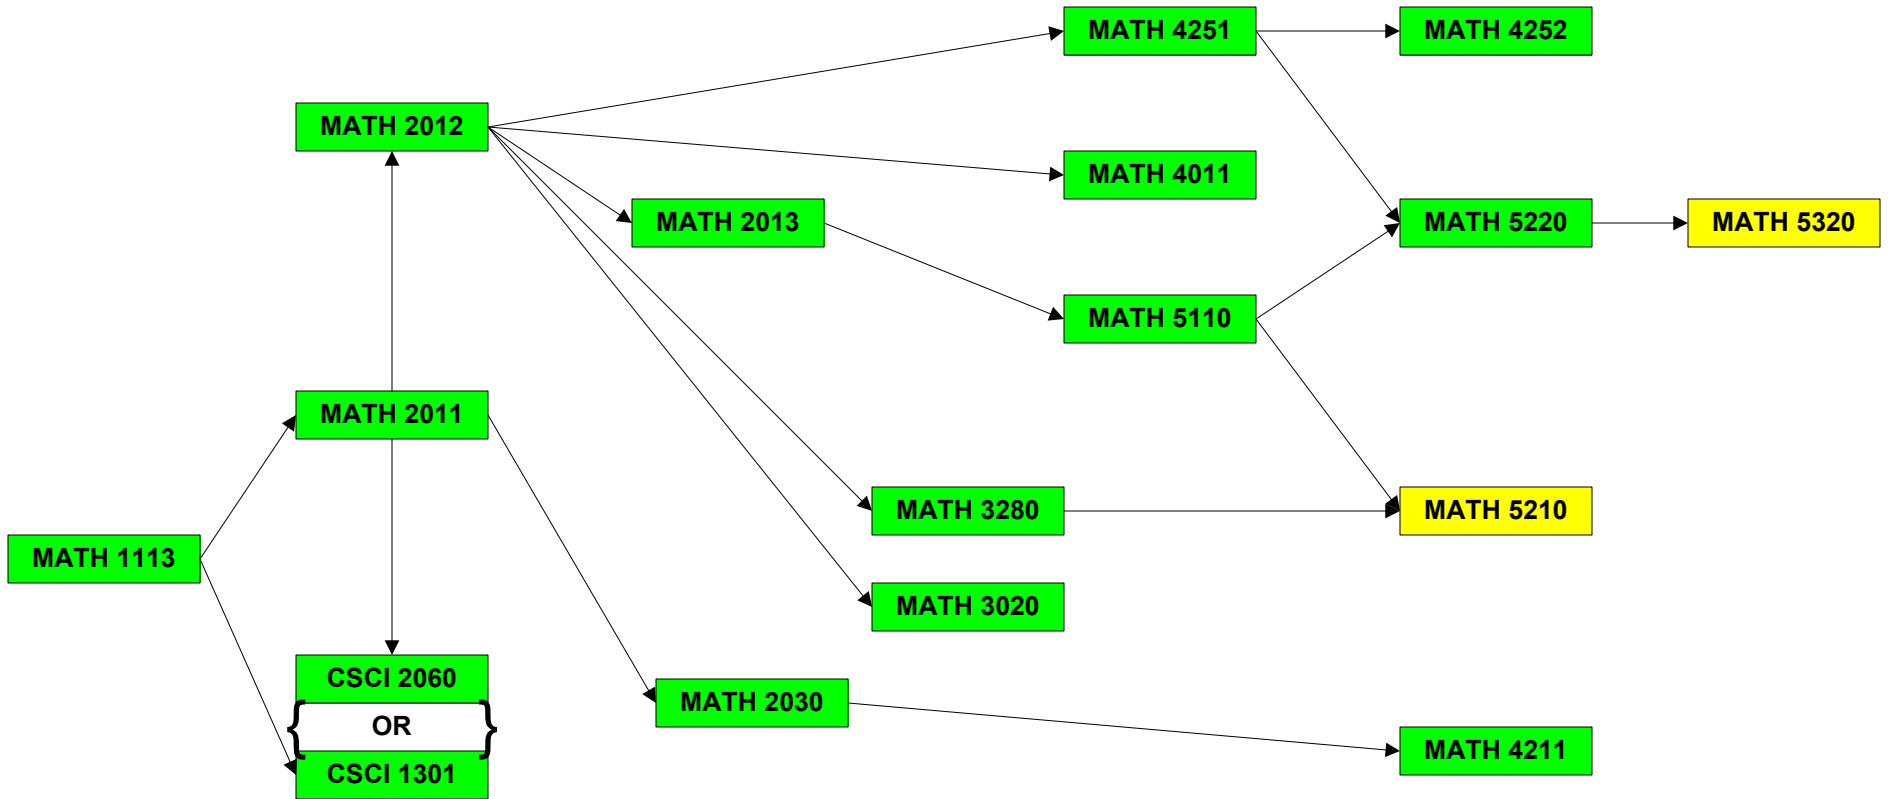 MATH 4251
MATH 4252
MATH 2012
MATH 4011
MATH 2013
MATH 5220
MATH 5320
MATH 5110
MATH 2011
MATH 3280
MATH 5210
MATH 1113
MATH 3020
CSCI 2060
MATH 2030
{ OR }
MATH 4211
CSCI 1301